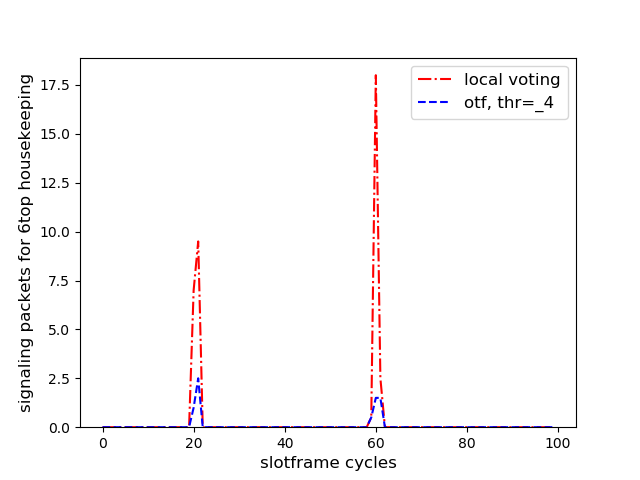 local voting
otf, thr=_4
17.5
15.0
12.5
10.0
7.5
5.0
2.5
0.0
signaling packets for 6top housekeeping
0 20 40 60 80 100
slotframe cycles